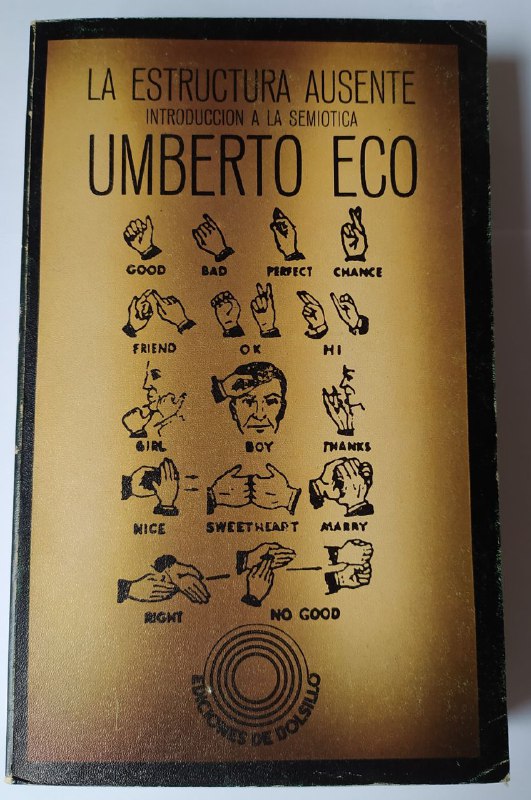 LA ESTRUCTURA AUSENTE
INTRODUCCION A LA SEMIOTICA
UMBERTO ECO
GOOD BAD PERFECT CHANCE
FRIEND OK HI
GIRL BOY THANKS
NICE SWEETHEART MARRY
RIGHT NO GOOD
EDICIONES DE BOLSILLO